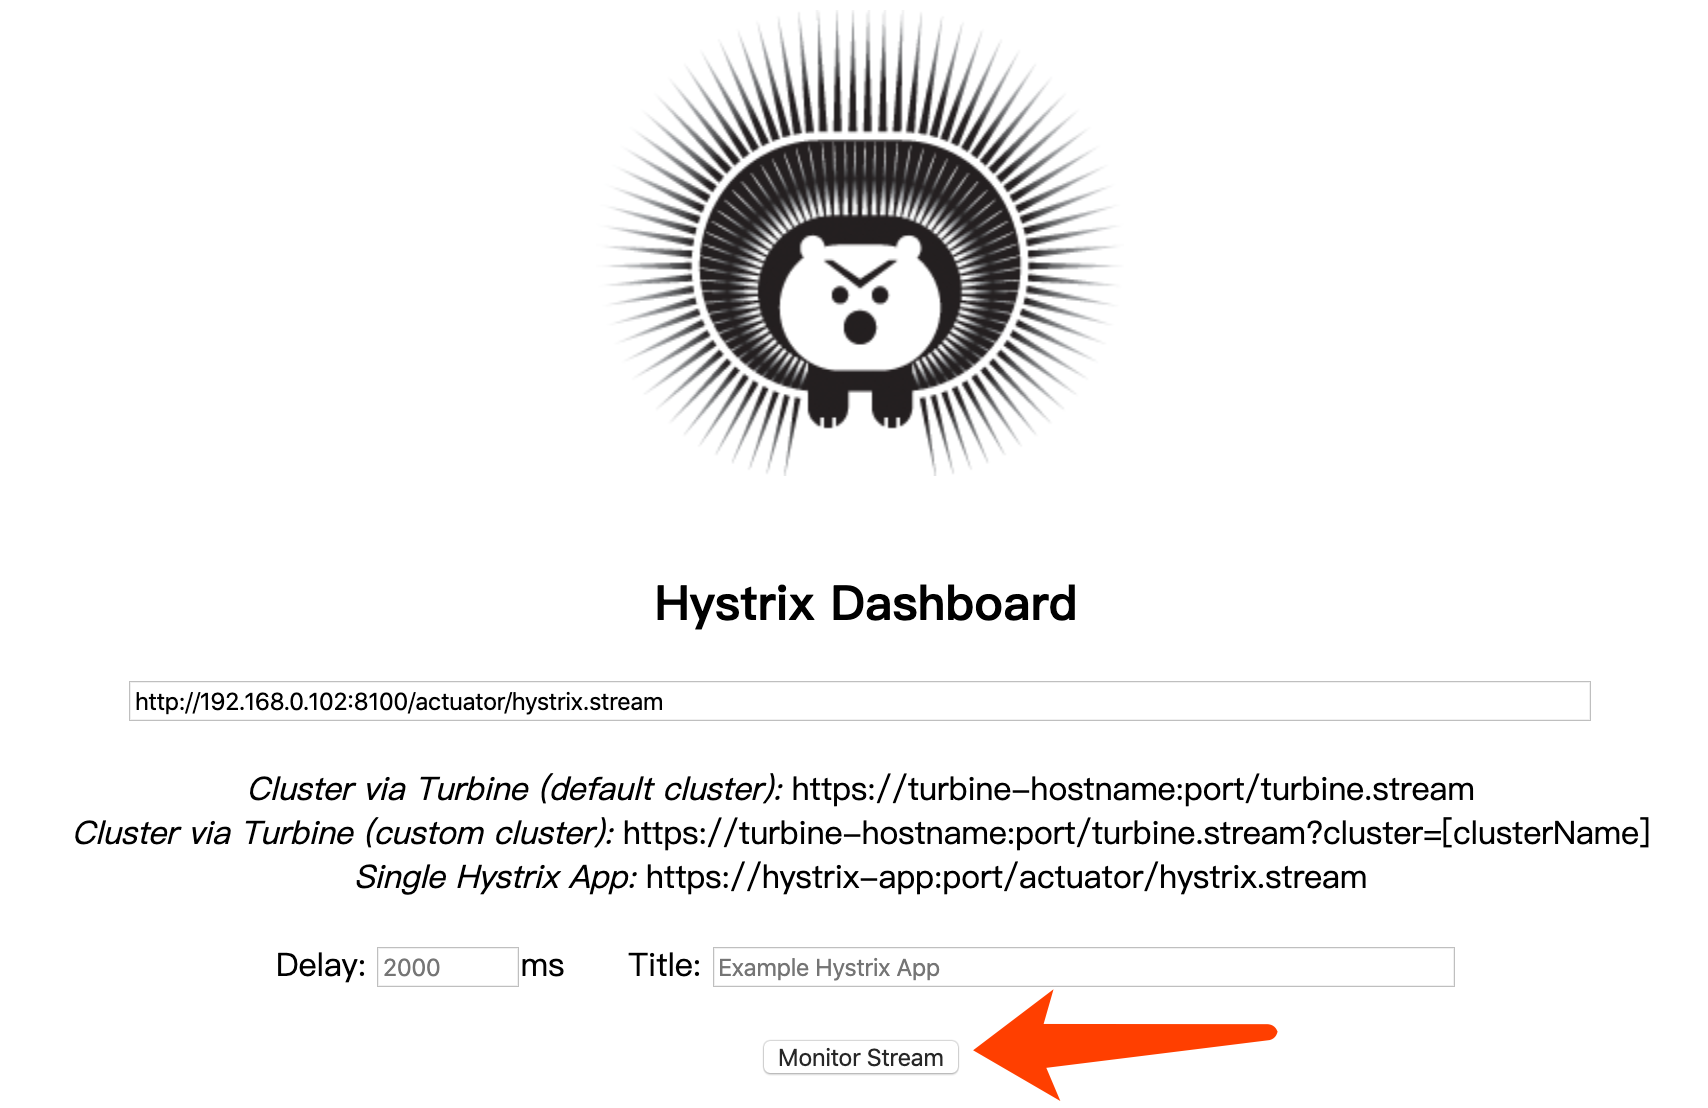 Hystrix Dashboard
http://192.168.0.102:8100/actuator/hystrix.stream
Cluster via Turbine (default cluster): https://turbine-hostname:port/turbine.stream
Cluster via Turbine (custom cluster): https://turbine-hostname:port/turbine.stream?cluster=[clusterName]
Single Hystrix App: https://hystrix-app:port/actuator/hystrix.stream
Delay: 2000 ms Title: Example Hystrix App
Monitor Stream